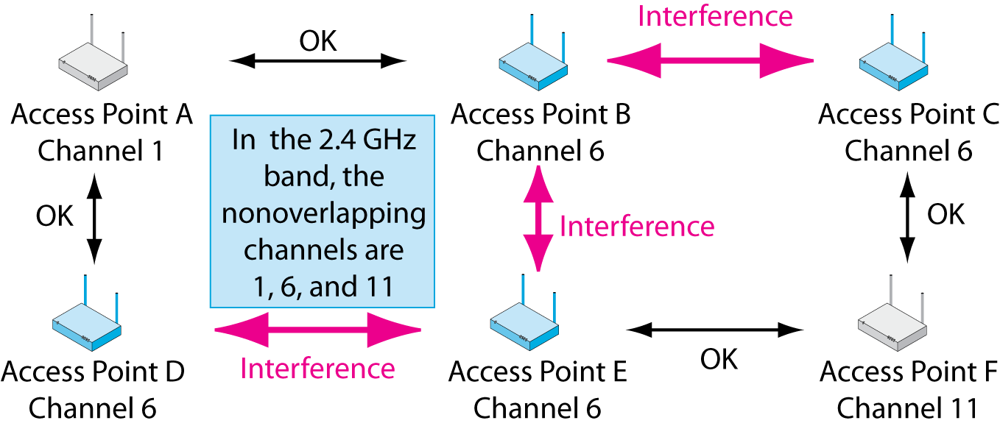 OK
Interference
Access Point A
Channel 1
Access Point B
Channel 6
Access Point C
Channel 6
In the 2.4 GHz
band, the
nonoverlapping
channels are
1, 6, and 11
OK
Interference
OK
Access Point D
Channel 6
Interference
Access Point E
Channel 6
OK
Access Point F
Channel 11